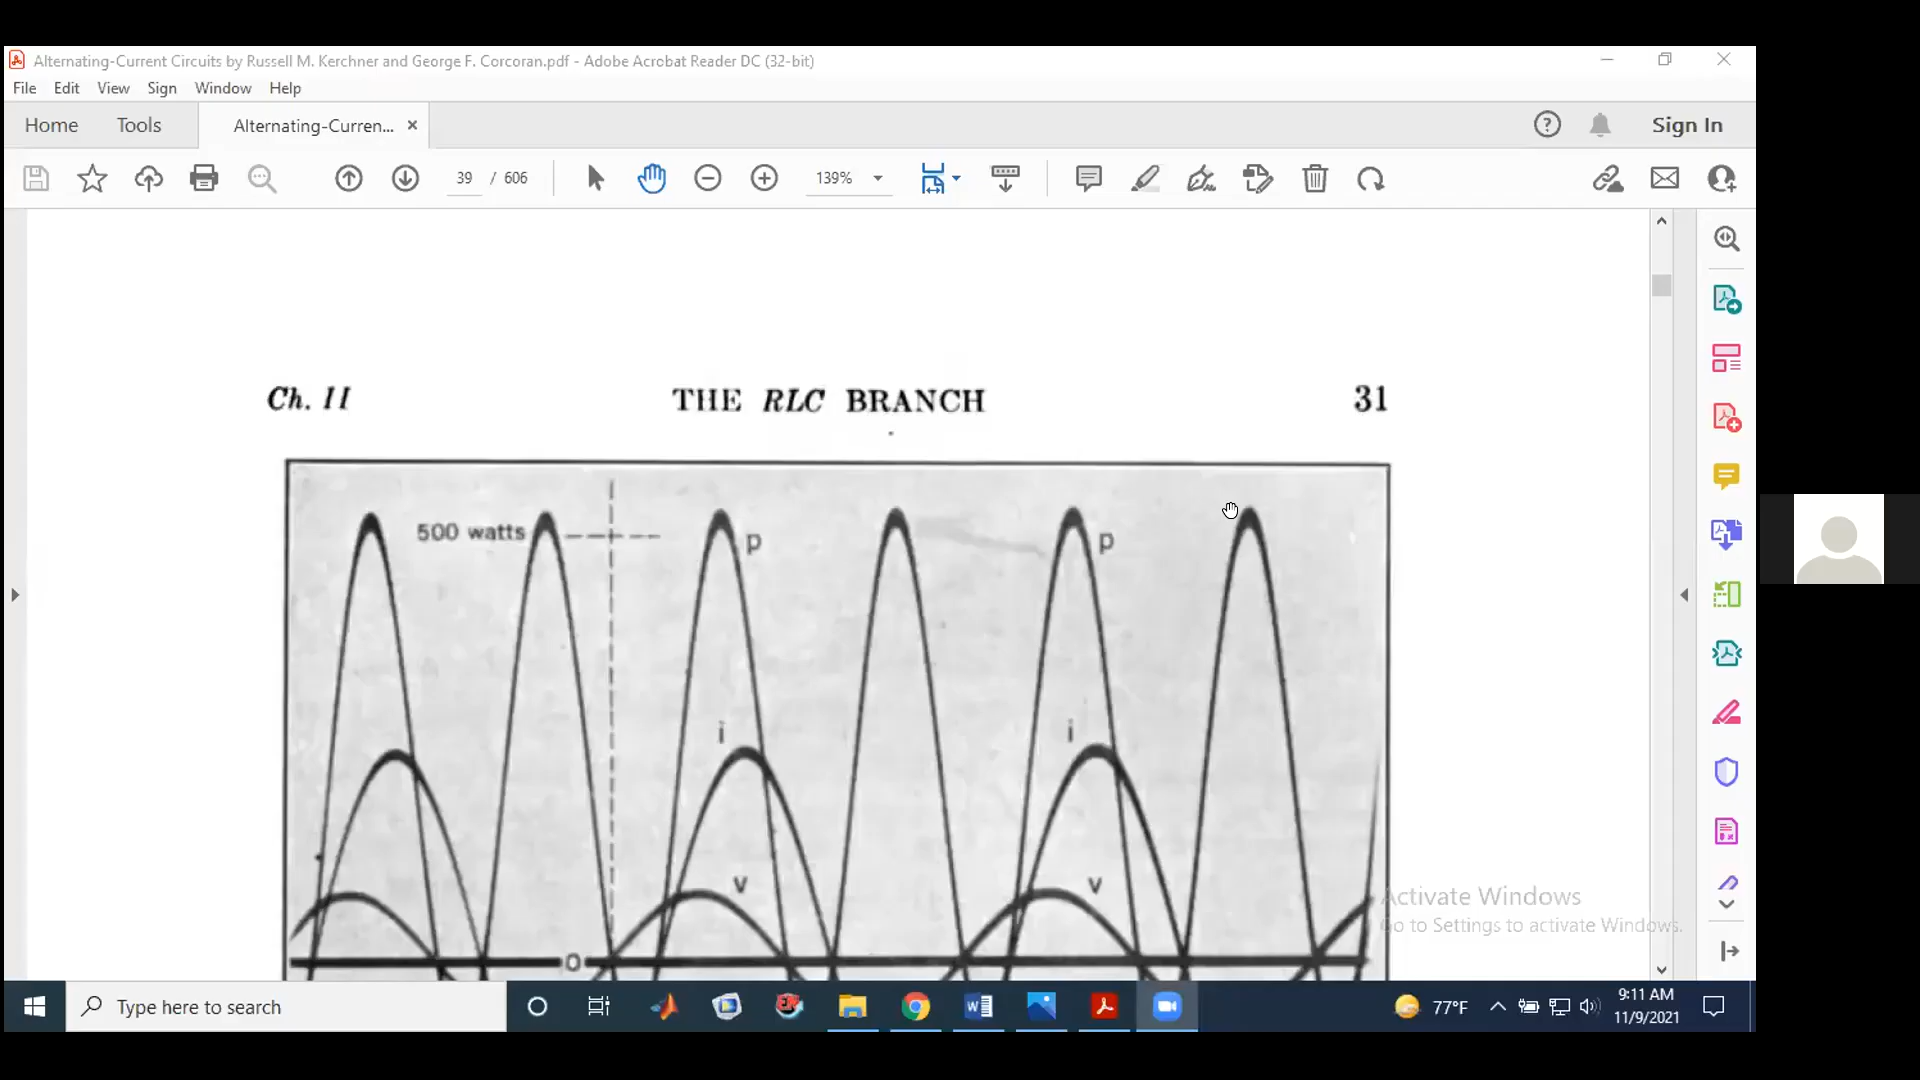 Alternating-Current Circuits by Russell M. Kerchner and George F. Corcoran.pdf - Adobe Acrobat Reader DC (32-bit)
File Edit View Sign Window Help
Home Tools Alternating-Curren... Sign In
39 / 606 139%
Ch. II THE RLC BRANCH 31
500 watts
p p
i i
v v
0
Activate Windows
Go to Settings to activate Windows.
Type here to search
77°F
9:11 AM
11/9/2021